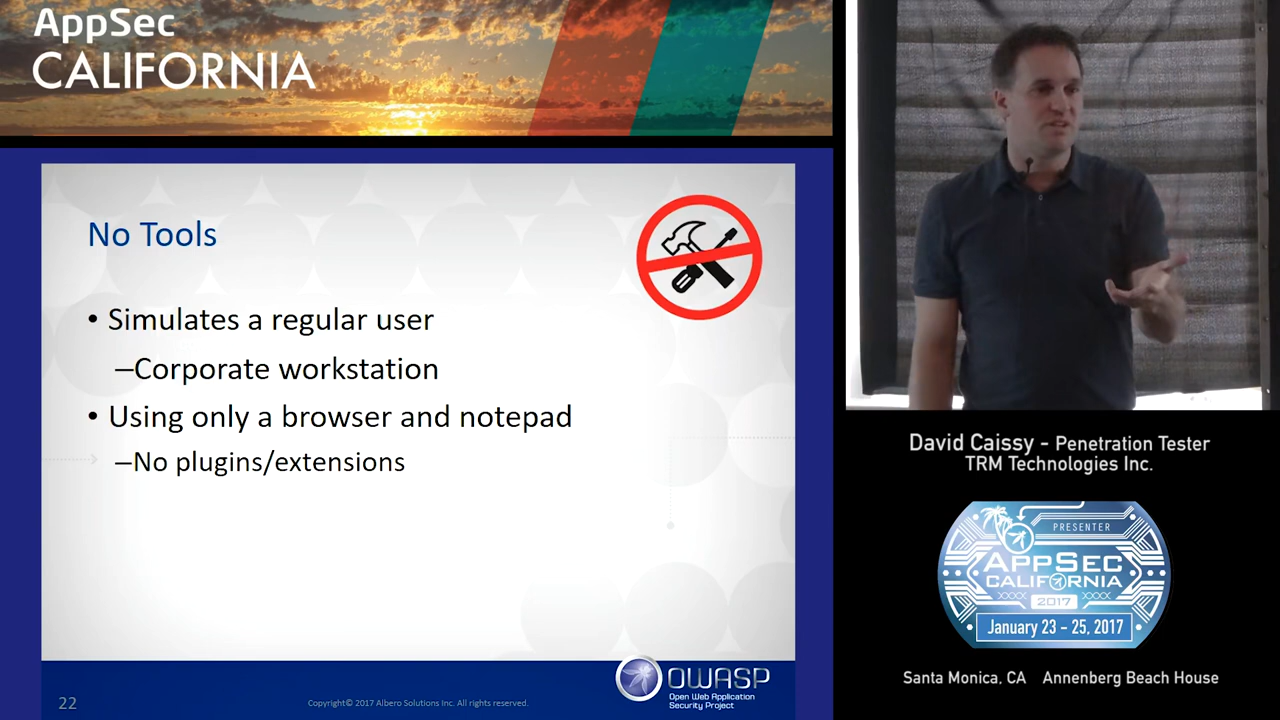 AppSec
CALIFORNIA
No Tools
• Simulates a regular user
–Corporate workstation
• Using only a browser and notepad
–No plugins/extensions
22
Copyright© 2017 Albero Solutions Inc. All rights reserved.
OWASP
Open Web Application
Security Project
David Caissy - Penetration Tester
TRM Technologies Inc.
PRESENTER
APPSEC
CALIFORNIA
2017
January 23 - 25, 2017
Santa Monica, CA Annenberg Beach House